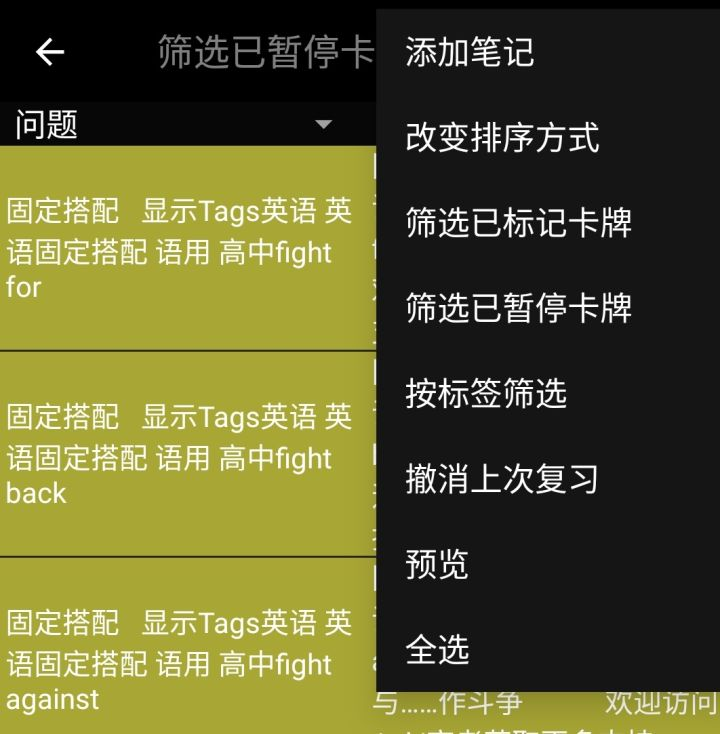 筛选已暂停卡
问题
固定搭配 显示Tags英语 英
语固定搭配 语用 高中fight
for
固定搭配 显示Tags英语 英
语固定搭配 语用 高中fight
back
固定搭配 显示Tags英语 英
语固定搭配 语用 高中fight
against
添加笔记
改变排序方式
筛选已标记卡牌
筛选已暂停卡牌
按标签筛选
撤消上次复习
预览
全选
与……作斗争 欢迎访问